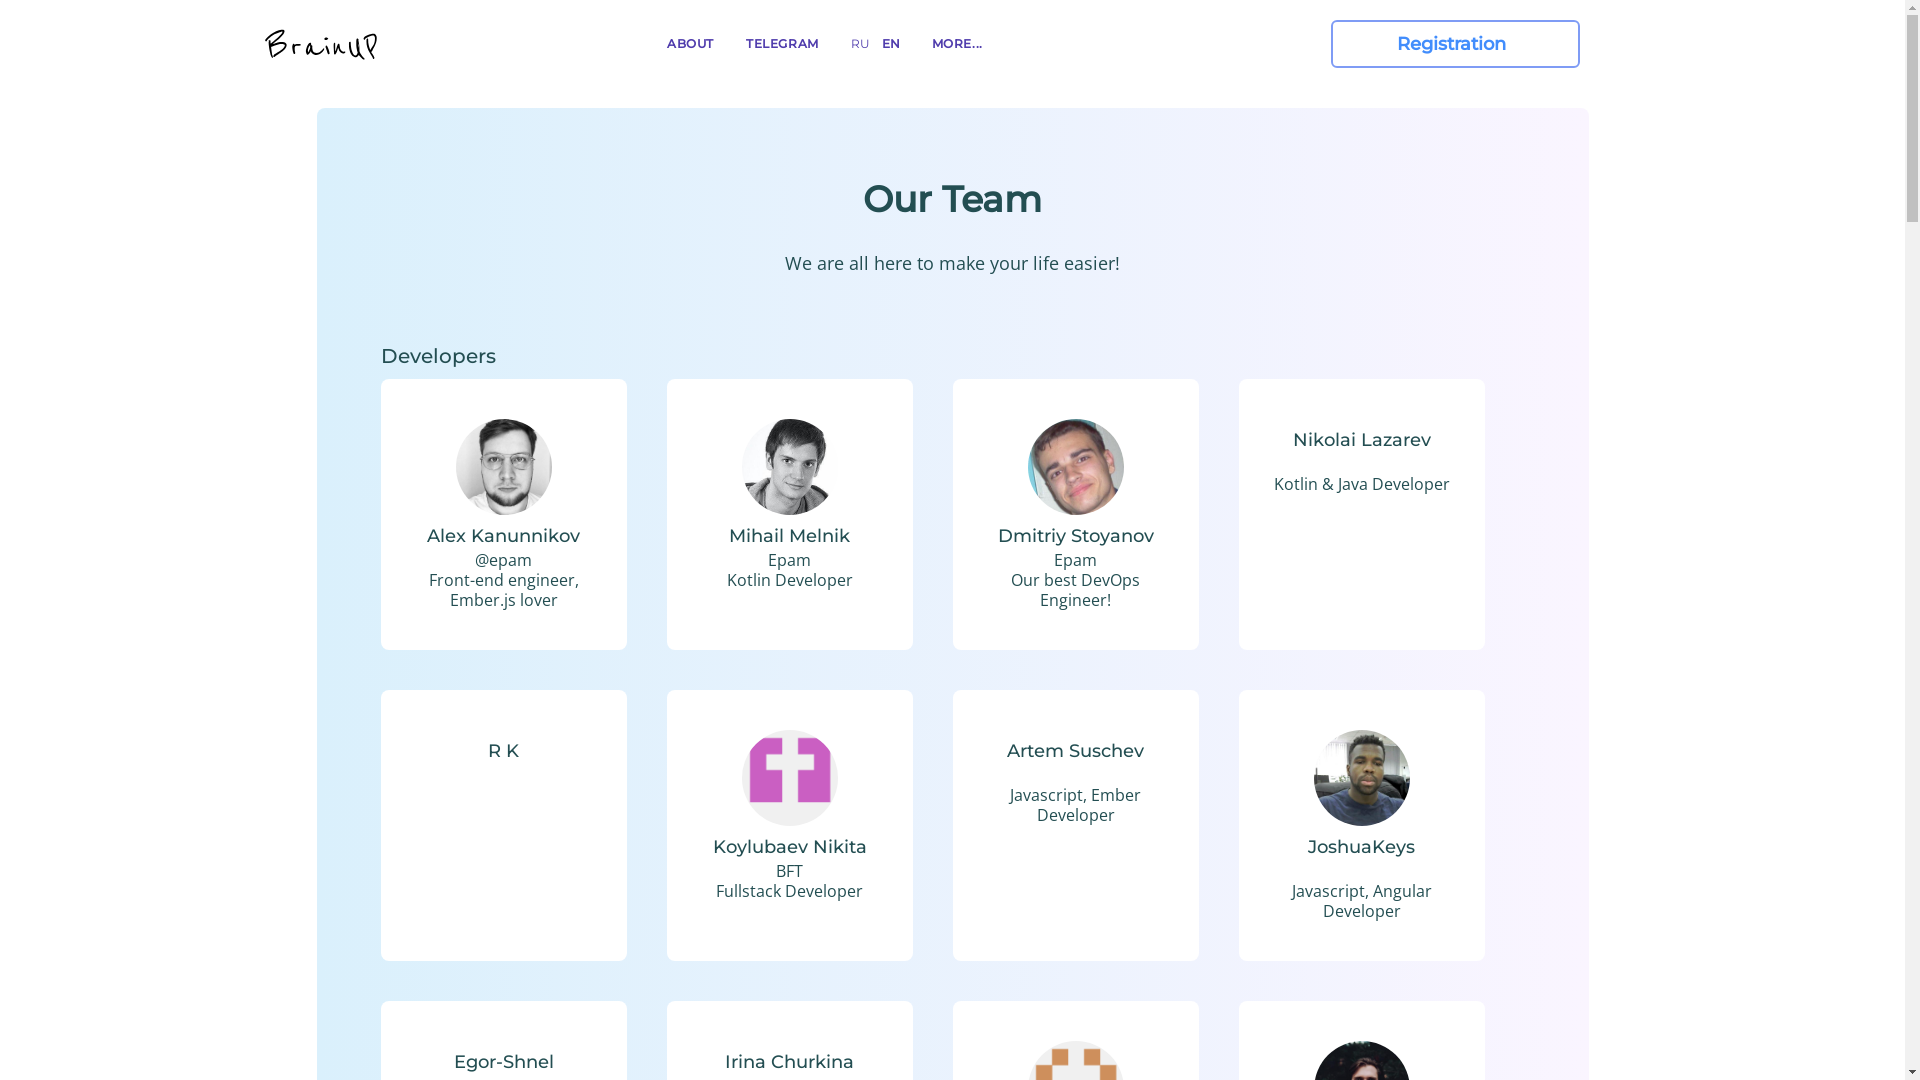 BrainUP
ABOUT
TELEGRAM
RU
EN
MORE...
Registration
Our Team
We are all here to make your life easier!
Developers
Alex Kanunnikov
@epam
Front-end engineer,
Ember.js lover
Mihail Melnik
Epam
Kotlin Developer
Dmitriy Stoyanov
Epam
Our best DevOps
Engineer!
Nikolai Lazarev
Kotlin & Java Developer
R K
Koylubaev Nikita
BFT
Fullstack Developer
Artem Suschev
Javascript, Ember
Developer
JoshuaKeys
Javascript, Angular
Developer
Egor-Shnel
Irina Churkina